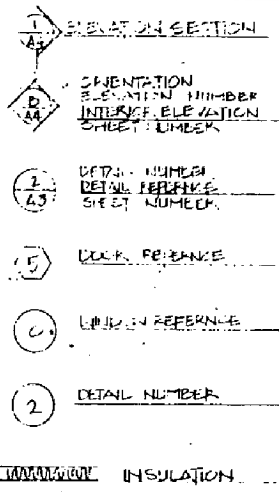 1
A4
ELEVATION SECTION
ORIENTATION
ELEVATION NUMBER
INTERIOR ELEVATION
SHEET NUMBER
D
A4
DETAIL NUMBER
DETAIL REFERENCE
SHEET NUMBER
2
A3
5
DOOR REFERENCE
WINDOW REFERENCE
2
DETAIL NUMBER
INSULATION